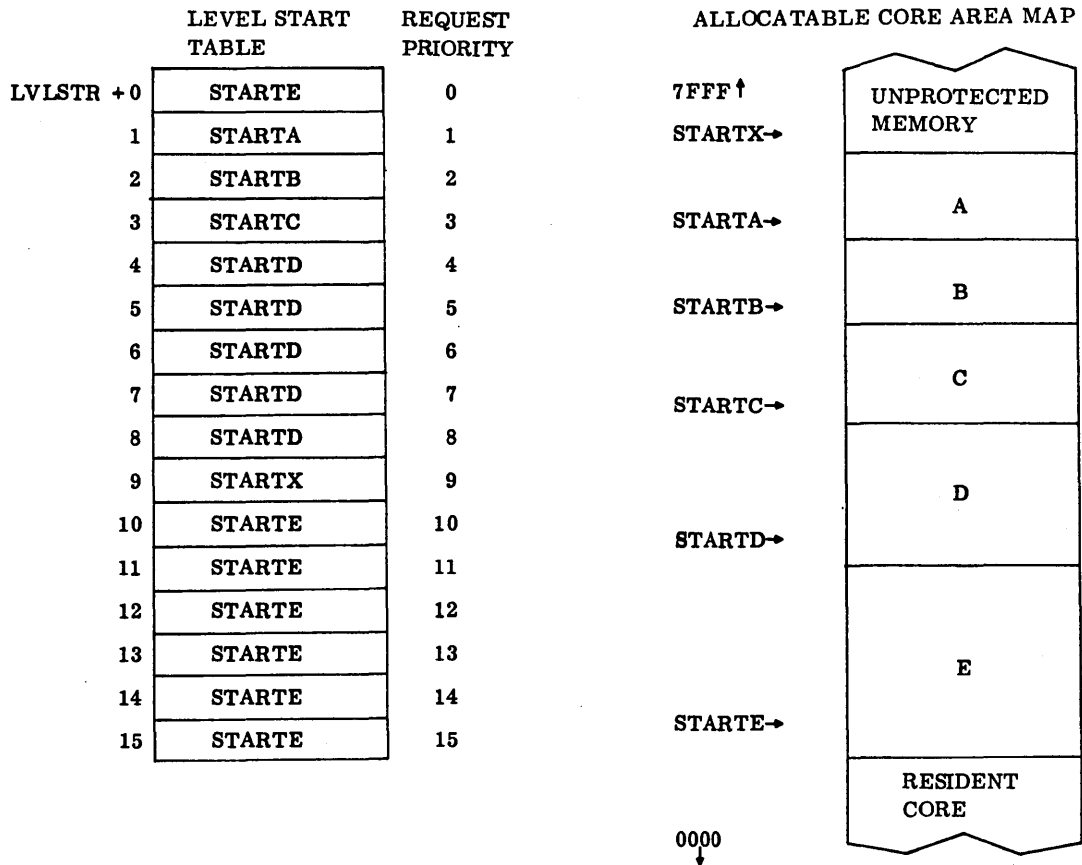 LEVEL START TABLE
REQUEST PRIORITY
LVLSTR +0 STARTE 0
1 STARTA 1
2 STARTB 2
3 STARTC 3
4 STARTD 4
5 STARTD 5
6 STARTD 6
7 STARTD 7
8 STARTD 8
9 STARTX 9
10 STARTE 10
11 STARTE 11
12 STARTE 12
13 STARTE 13
14 STARTE 14
15 STARTE 15
ALLOCATABLE CORE AREA MAP
7FFF↑
UNPROTECTED
MEMORY
STARTX→
A
STARTA→
B
STARTB→
C
STARTC→
D
STARTD→
E
STARTE→
RESIDENT
CORE
0000
↓